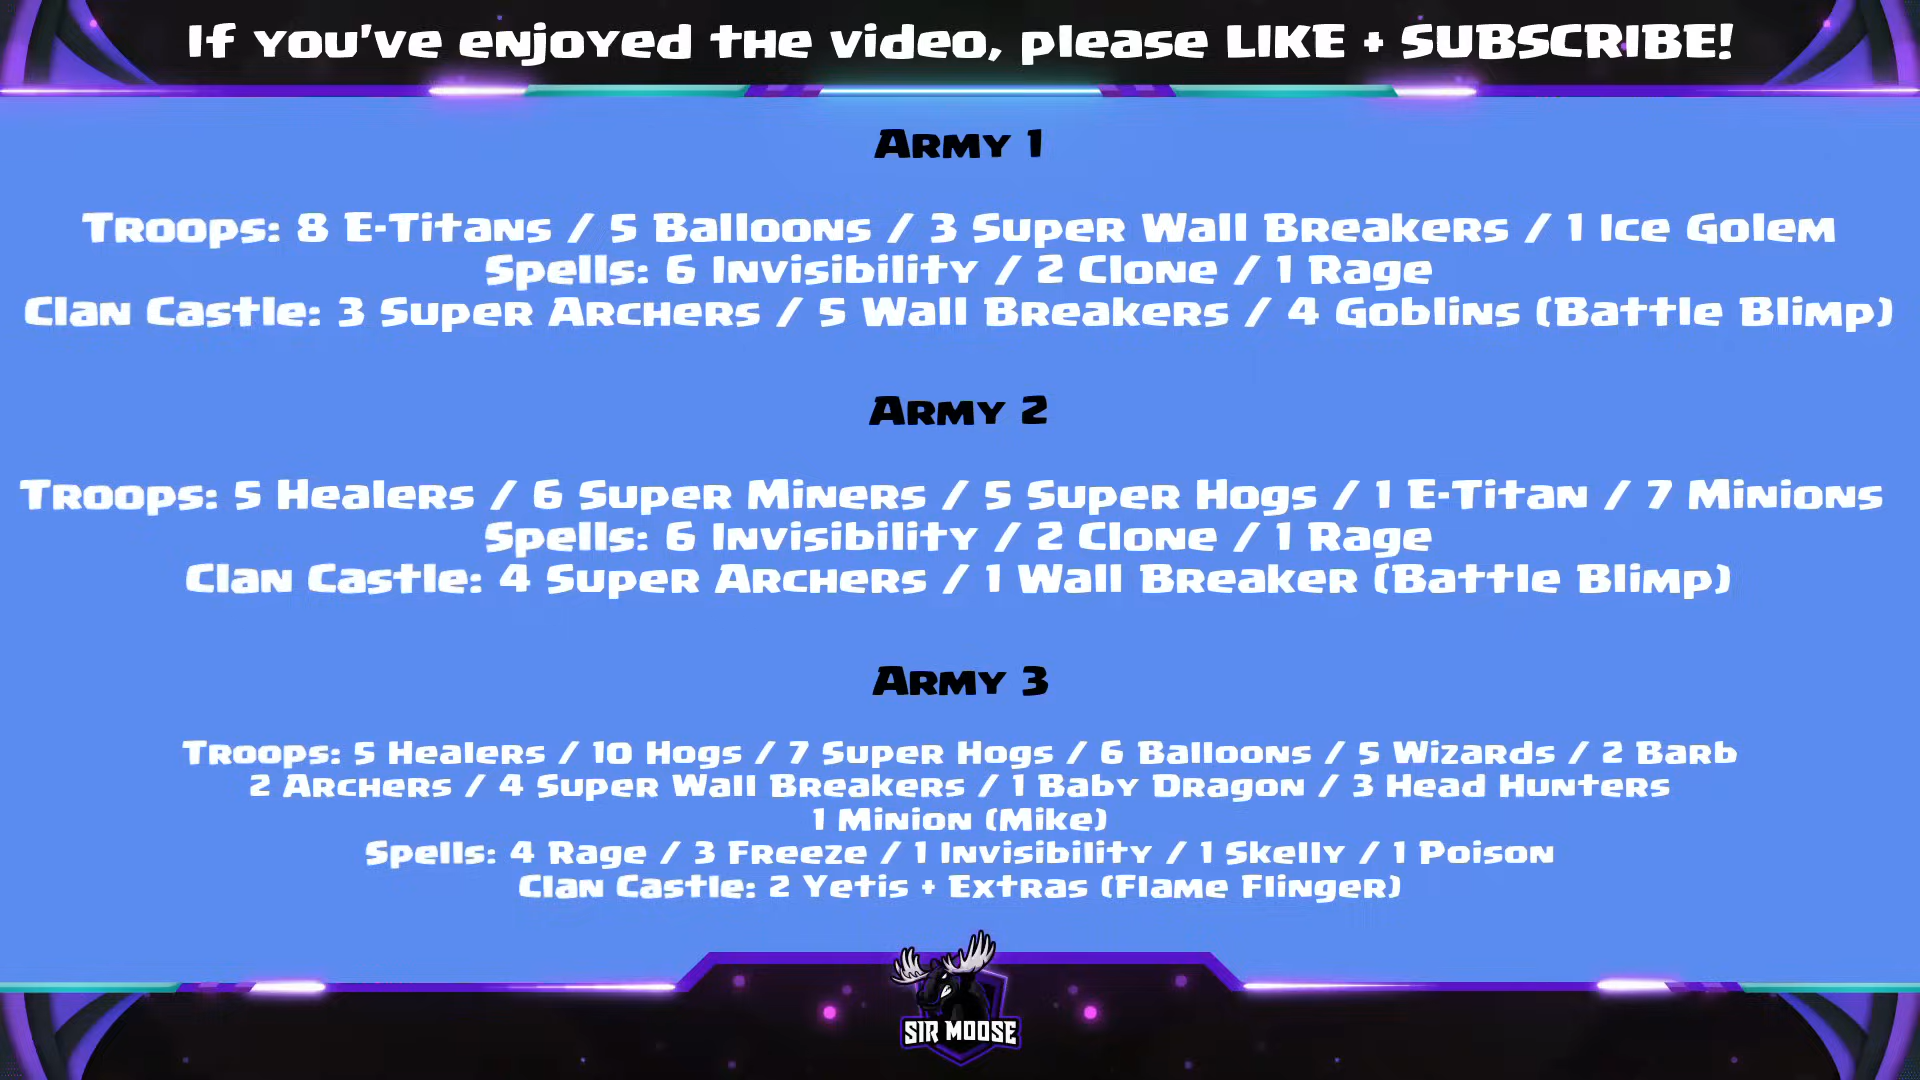 If you've enjoyed the video, please LIKE + SUBSCRIBE!
Army 1
Troops: 8 E-Titans / 5 Balloons / 3 Super Wall Breakers / 1 Ice Golem
Spells: 6 Invisibility / 2 Clone / 1 Rage
Clan Castle: 3 Super Archers / 5 Wall Breakers / 4 Goblins (Battle Blimp)
Army 2
Troops: 5 Healers / 6 Super Miners / 5 Super Hogs / 1 E-Titan / 7 Minions
Spells: 6 Invisibility / 2 Clone / 1 Rage
Clan Castle: 4 Super Archers / 1 Wall Breaker (Battle Blimp)
Army 3
Troops: 5 Healers / 10 Hogs / 7 Super Hogs / 6 Balloons / 5 Wizards / 2 Barb
2 Archers / 4 Super Wall Breakers / 1 Baby Dragon / 3 Head Hunters
1 Minion (Mike)
Spells: 4 Rage / 3 Freeze / 1 Invisibility / 1 Skelly / 1 Poison
Clan Castle: 2 Yetis + Extras (Flame Flinger)
SIR MOOSE